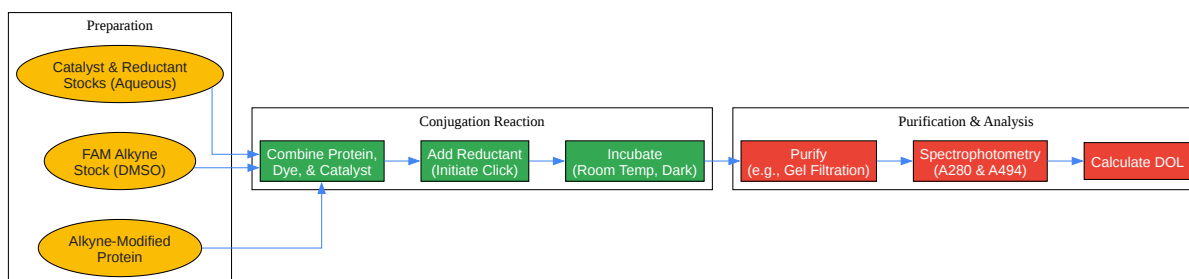 Preparation
Catalyst & Reductant
Stocks (Aqueous)
FAM Alkyne
Stock (DMSO)
Alkyne-Modified
Protein
Conjugation Reaction
Combine Protein,
Dye, & Catalyst
Add Reductant
(Initiate Click)
Incubate
(Room Temp, Dark)
Purification & Analysis
Purify
(e.g., Gel Filtration)
Spectrophotometry
(A280 & A494)
Calculate DOL